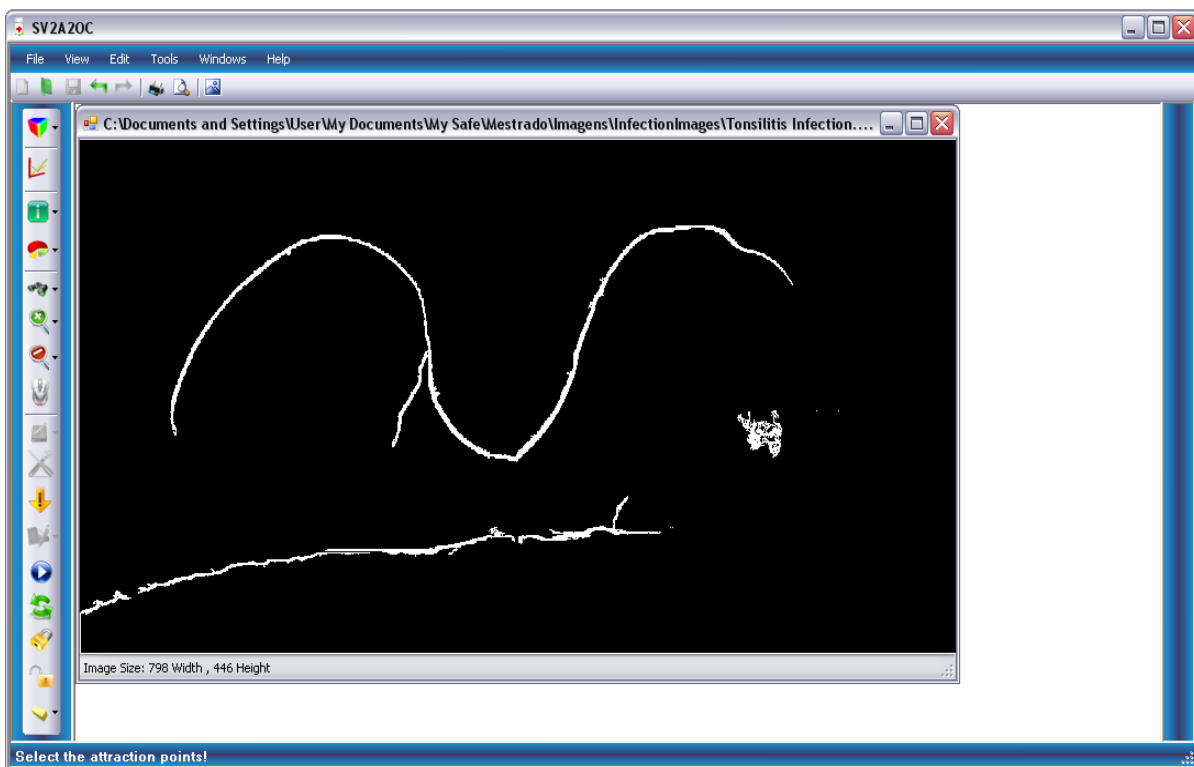 SV2A2OC
File View Edit Tools Windows Help
C:\Documents and Settings\User\My Documents\My Safe\Mestrado\Imagens\InfectionImages\Tonsilitis Infection....
Image Size: 798 Width , 446 Height
Select the attraction points!